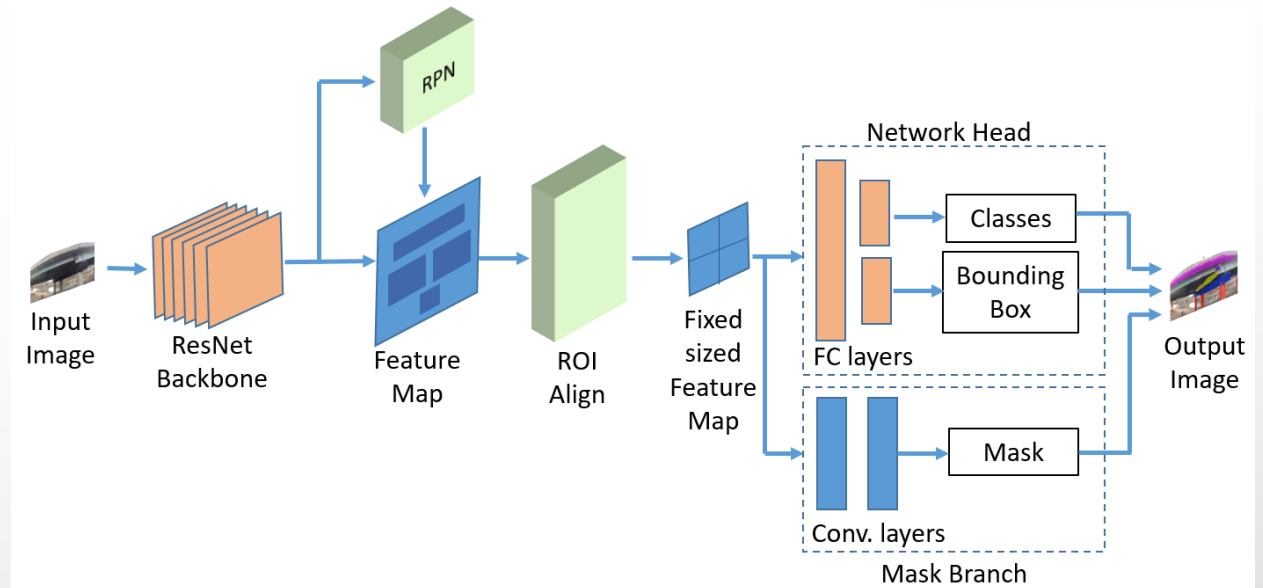 RPN
Network Head
Classes
Bounding
Box
FC layers
Input
Image
ResNet
Backbone
Feature
Map
ROI
Align
Fixed
sized
Feature
Map
Output
Image
Mask
Conv. layers
Mask Branch